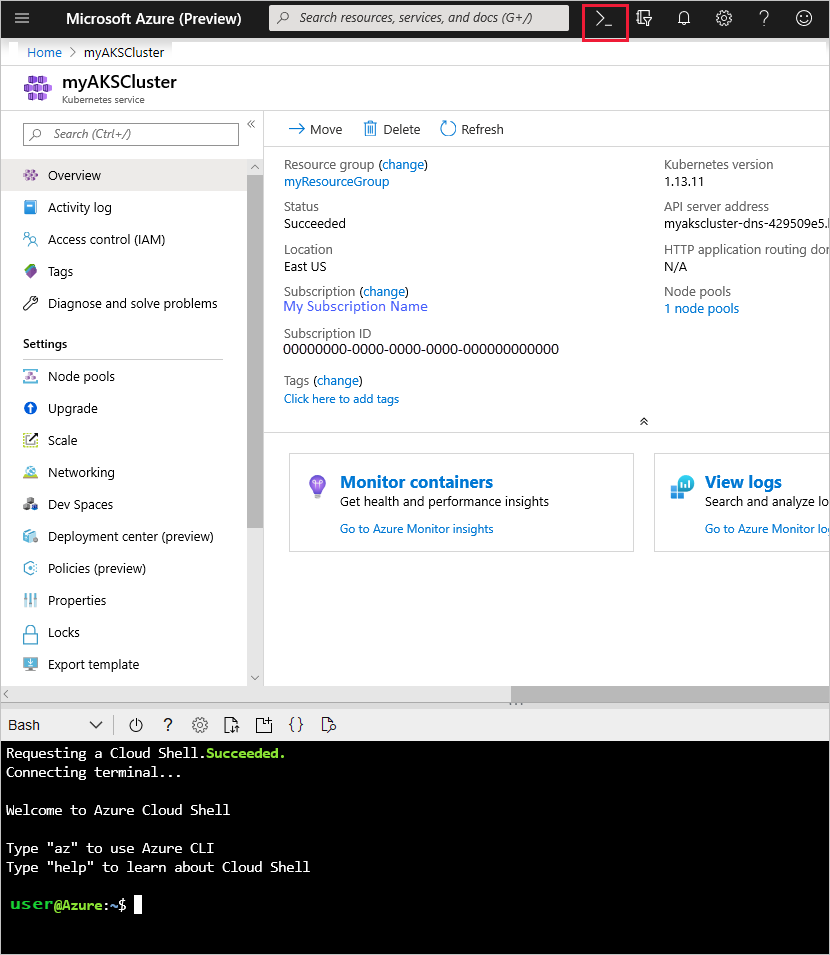 Microsoft Azure (Preview)
Search resources, services, and docs (G+/)
Home > myAKSCluster
myAKSCluster
Kubernetes service
Search (Ctrl+/)
Overview
Activity log
Access control (IAM)
Tags
Diagnose and solve problems
Settings
Node pools
Upgrade
Scale
Networking
Dev Spaces
Deployment center (preview)
Policies (preview)
Properties
Locks
Export template
Move
Delete
Refresh
Resource group (change)
myResourceGroup
Status
Succeeded
Location
East US
Subscription (change)
My Subscription Name
Subscription ID
00000000-0000-0000-0000-000000000000
Tags (change)
Click here to add tags
Kubernetes version
1.13.11
API server address
myakscluster-dns-429509e5.
HTTP application routing dor
N/A
Node pools
1 node pools
Monitor containers
Get health and performance insights
Go to Azure Monitor insights
View logs
Search and analyze lo
Go to Azure Monitor lo
Bash
Requesting a Cloud Shell.Succeeded.
Connecting terminal...
Welcome to Azure Cloud Shell
Type "az" to use Azure CLI
Type "help" to learn about Cloud Shell
user@Azure:~$